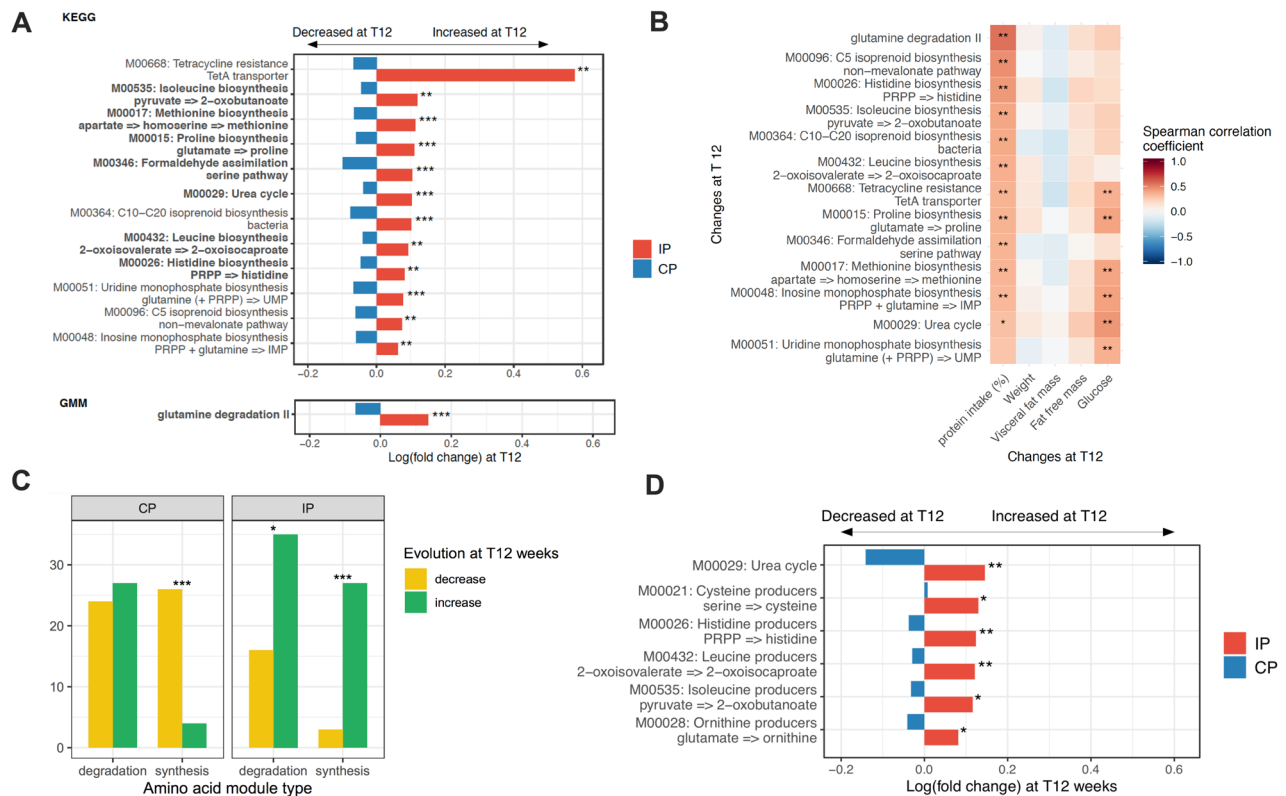 A
KEGG
Decreased at T12
Increased at T12
M00668: Tetracycline resistance
TetA transporter
**
M00535: Isoleucine biosynthesis
pyruvate => 2-oxobutanoate
**
M00017: Methionine biosynthesis
apartate => homoserine => methionine
***
M00015: Proline biosynthesis
glutamate => proline
***
M00346: Formaldehyde assimilation
serine pathway
***
M00029: Urea cycle
***
M00364: C10-C20 isoprenoid biosynthesis
bacteria
***
M00432: Leucine biosynthesis
2-oxoisovalerate => 2-oxoisocaproate
**
M00026: Histidine biosynthesis
PRPP => histidine
**
M00051: Uridine monophosphate biosynthesis
glutamine (+ PRPP) => UMP
***
M00096: C5 isoprenoid biosynthesis
non-mevalonate pathway
**
M00048: Inosine monophosphate biosynthesis
PRPP + glutamine => IMP
**
-0.2 0.0 0.2 0.4 0.6
IP
CP
GMM
glutamine degradation II
***
-0.2 0.0 0.2 0.4 0.6
Log(fold change) at T12
B
Changes at T 12
glutamine degradation II
**
M00096: C5 isoprenoid biosynthesis
non-mevalonate pathway
**
M00026: Histidine biosynthesis
PRPP => histidine
**
M00535: Isoleucine biosynthesis
pyruvate => 2-oxobutanoate
**
M00364: C10-C20 isoprenoid biosynthesis
bacteria
**
M00432: Leucine biosynthesis
2-oxoisovalerate => 2-oxoisocaproate
**
M00668: Tetracycline resistance
TetA transporter
** **
M00015: Proline biosynthesis
glutamate => proline
** **
M00346: Formaldehyde assimilation
serine pathway
**
M00017: Methionine biosynthesis
apartate => homoserine => methionine
** **
M00048: Inosine monophosphate biosynthesis
PRPP + glutamine => IMP
** **
M00029: Urea cycle
* **
M00051: Uridine monophosphate biosynthesis
glutamine (+ PRPP) => UMP
**
protein intake (%)
Weight
Visceral fat mass
Fat free mass
Glucose
Changes at T12
Spearman correlation
coefficient
1.0
0.5
0.0
-0.5
-1.0
C
CP
IP
***
*
***
30
20
10
0
degradation synthesis degradation synthesis
Amino acid module type
Evolution at T12 weeks
decrease
increase
D
Decreased at T12
Increased at T12
M00029: Urea cycle
**
M00021: Cysteine producers
serine => cysteine
*
M00026: Histidine producers
PRPP => histidine
**
M00432: Leucine producers
2-oxoisovalerate => 2-oxoisocaproate
**
M00535: Isoleucine producers
pyruvate => 2-oxobutanoate
*
M00028: Ornithine producers
glutamate => ornithine
*
-0.2 0.0 0.2 0.4 0.6
Log(fold change) at T12 weeks
IP
CP